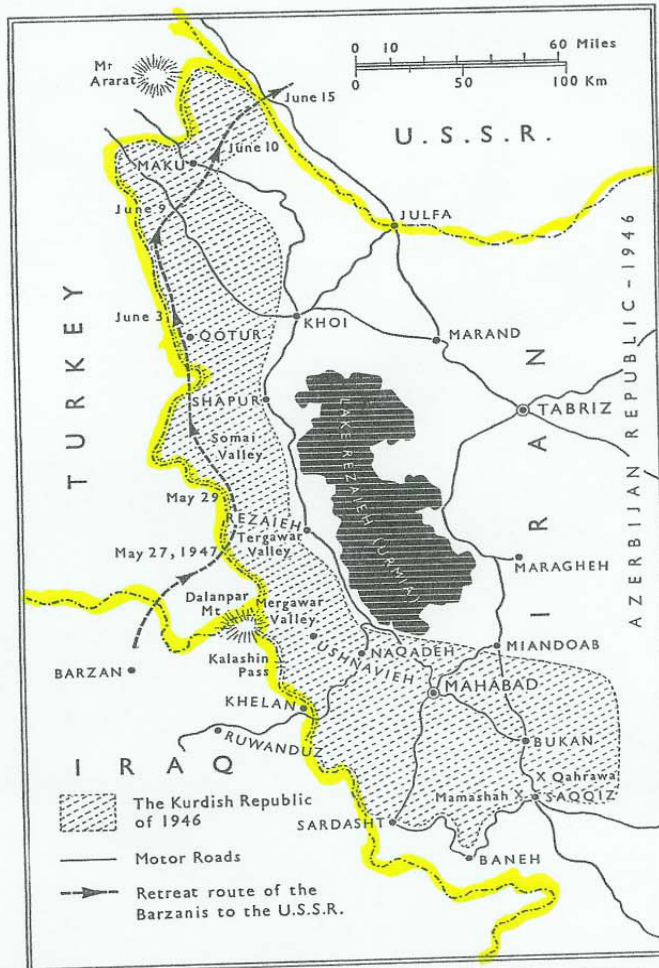 0 10 60 Miles
0 50 100 Km
Mt
Ararat
June 15
U.S.S.R.
June 10
MAKU
June 9
JULFA
TURKEY
June 3
KHOI
QOTUR
MARAND
IRAN
AZERBIJAN REPUBLIC-1946
SHAPUR
TABRIZ
Somai
Valley
LAKE REZAIEH (URMIA)
May 29
REZAIEH
Tergawar
Valley
May 27, 1947
MARAGHEH
Dalanpar
Mt
Mergawar
Valley
USHNAVIEH
NAQADEH
MIANDOAB
Kalashin
Pass
BARZAN
MAHABAD
KHELAN
RUWANDUZ
BUKAN
IRAQ
X Qahrawa
Mamashah X
SAQQIZ
The Kurdish Republic
of 1946
SARDASHT
Motor Roads
BANEH
Retreat route of the
Barzanis to the U.S.S.R.